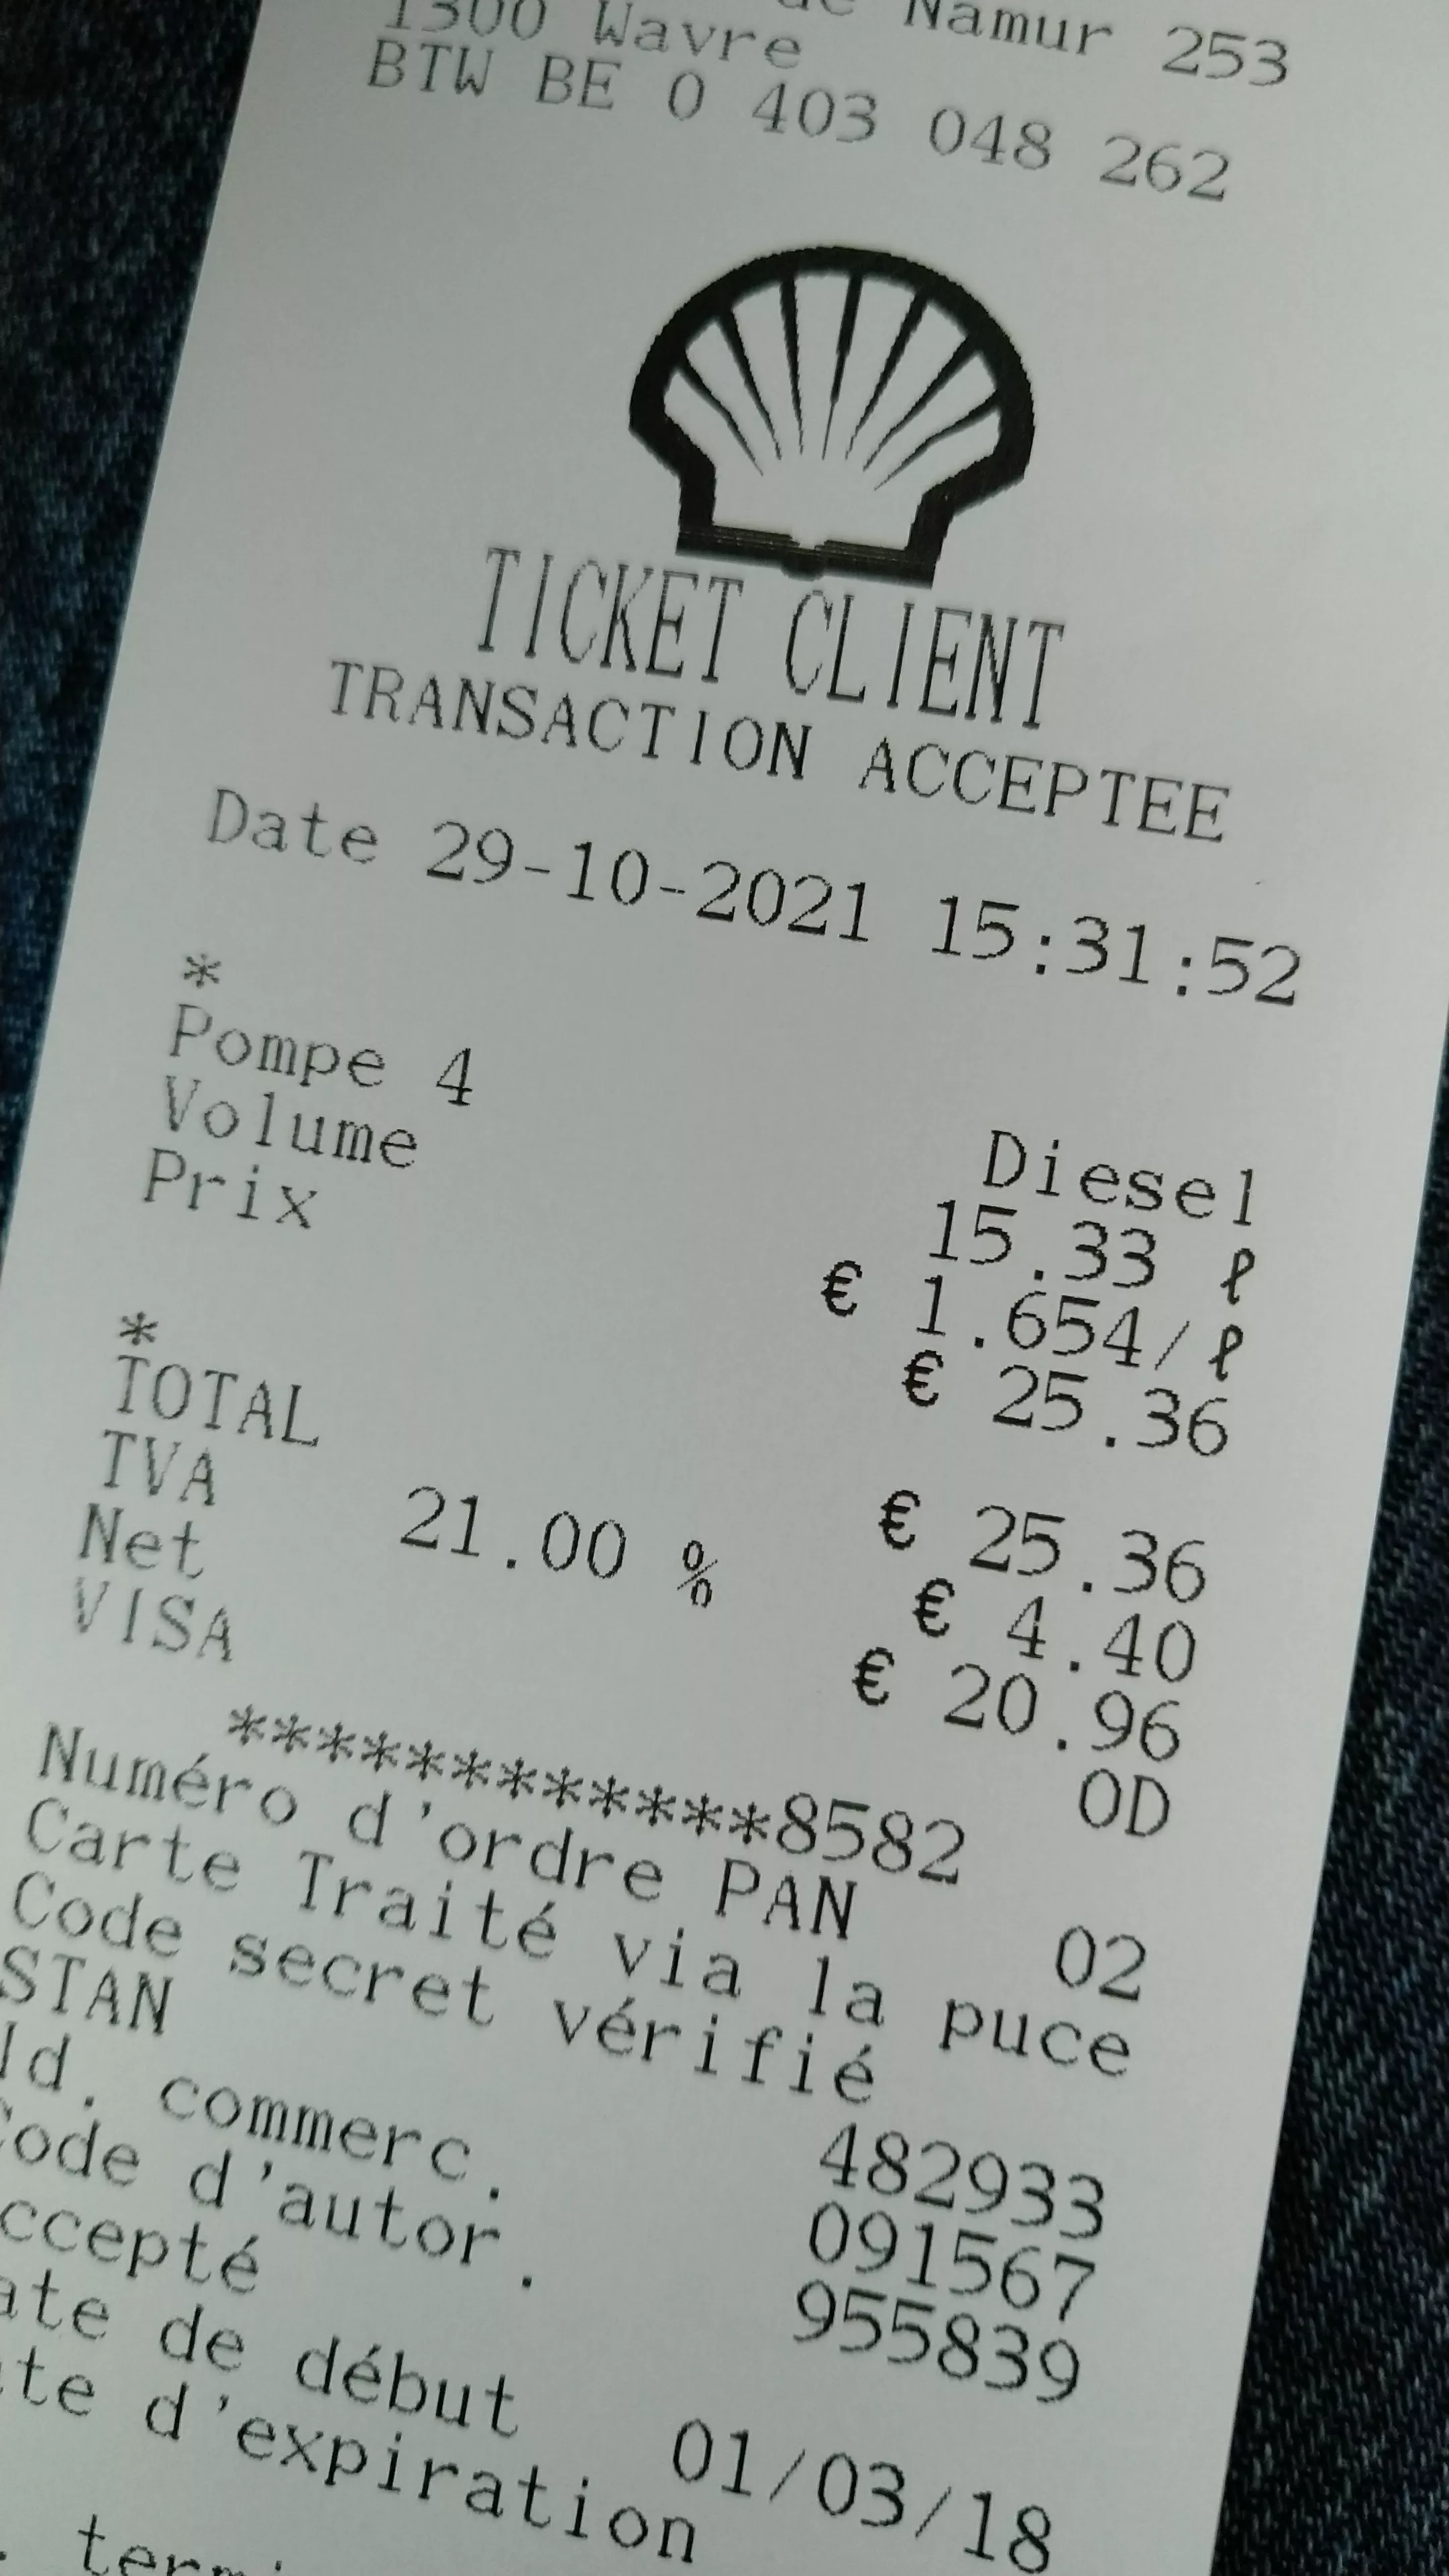 de Namur 253
1300 Wavre
BTW BE 0 403 048 262
TICKET CLIENT
TRANSACTION ACCEPTEE
Date 29-10-2021 15:31:52
*
Pompe 4 Diesel
Volume 15.33 ℓ
Prix € 1.654/ℓ
€ 25.36
*
TOTAL € 25.36
TVA 21.00 % € 4.40
Net € 20.96
VISA OD
************8582
Numéro d'ordre PAN 02
Carte Traité via la puce
Code secret vérifié
STAN 482933
Id. commerc. 091567
Code d'autor. 955839
ccepté
ate de début 01/03/18
te d'expiration